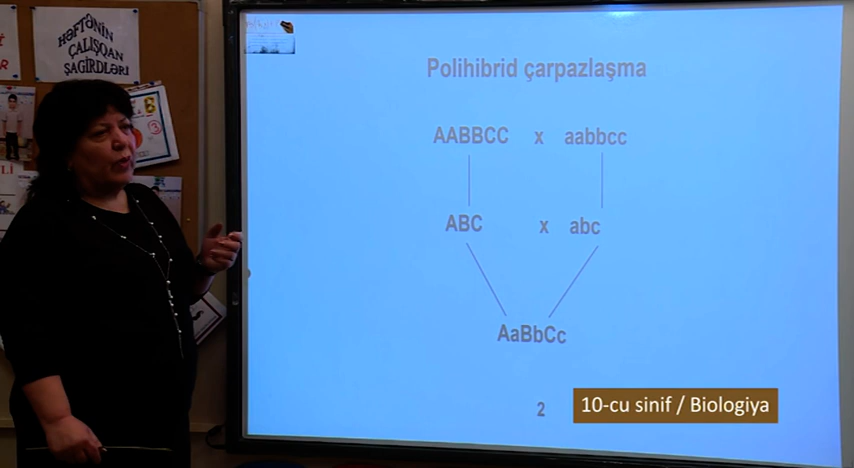 HƏFTƏNİN
ÇALIŞQAN
ŞAGİRDLƏRİ
Polihibrid çarpazlaşma
AABBCC x aabbcc
ABC x abc
AaBbCc
2
10-cu sinif / Biologiya